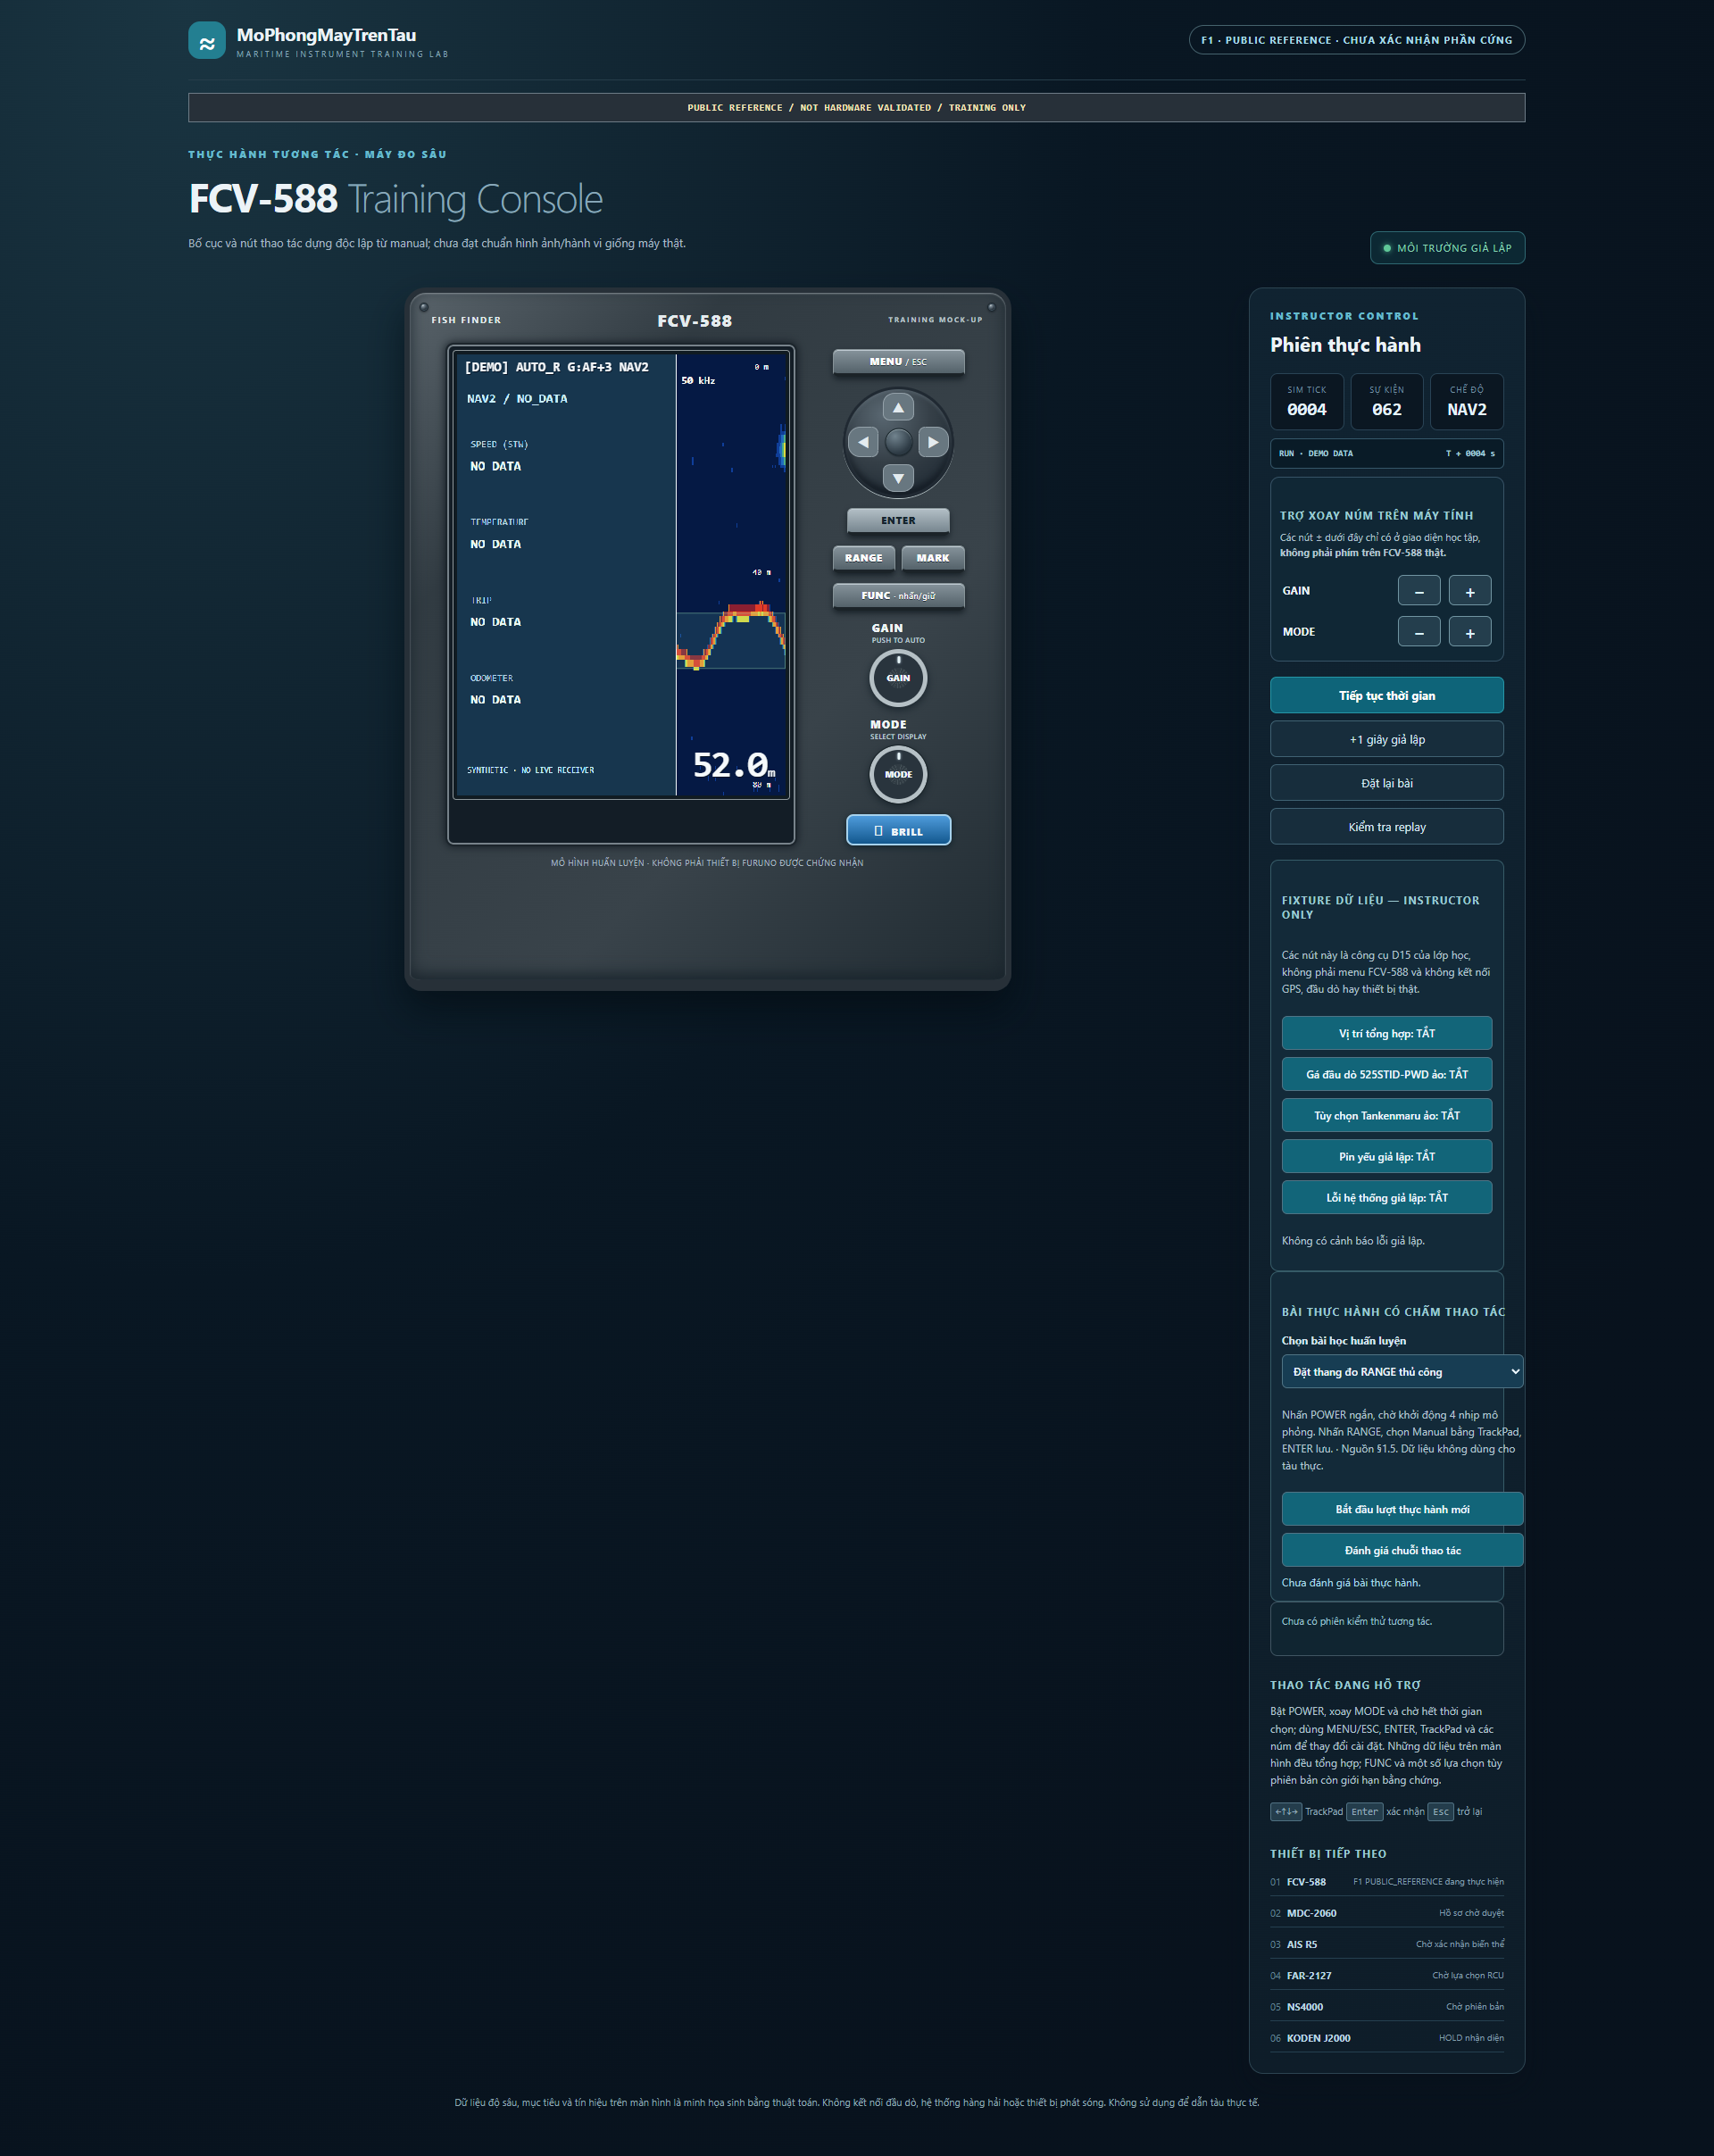 ≈ MoPhongMayTrenTau
MARITIME INSTRUMENT TRAINING LAB
F1 · PUBLIC REFERENCE · CHƯA XÁC NHẬN PHẦN CỨNG
PUBLIC REFERENCE / NOT HARDWARE VALIDATED / TRAINING ONLY
THỰC HÀNH TƯƠNG TÁC · MÁY ĐO SÂU
FCV-588 Training Console
Bố cục và nút thao tác dựng độc lập từ manual; chưa đạt chuẩn hình ảnh/hành vi giống máy thật.
MÔI TRƯỜNG GIẢ LẬP
FISH FINDER
FCV-588
TRAINING MOCK-UP
[DEMO] AUTO_R G:AF+3 NAV2
NAV2 / NO_DATA
SPEED (STW)
NO DATA
TEMPERATURE
NO DATA
TRIP
NO DATA
ODOMETER
NO DATA
SYNTHETIC · NO LIVE RECEIVER
0 m
50 kHz
40 m
52.0m
80 m
MENU / ESC
▲
◀
▶
▼
ENTER
RANGE
MARK
FUNC · nhấn/giữ
GAIN
PUSH TO AUTO
GAIN
MODE
SELECT DISPLAY
MODE
BRILL
MÔ HÌNH HUẤN LUYỆN · KHÔNG PHẢI THIẾT BỊ FURUNO ĐƯỢC CHỨNG NHẬN
INSTRUCTOR CONTROL
Phiên thực hành
SIM TICK
0004
SỰ KIỆN
062
CHẾ ĐỘ
NAV2
RUN · DEMO DATA
T + 0004 s
TRỢ XOAY NÚM TRÊN MÁY TÍNH
Các nút ± dưới đây chỉ có ở giao diện học tập,
không phải phím trên FCV-588 thật.
GAIN
−
+
MODE
−
+
Tiếp tục thời gian
+1 giây giả lập
Đặt lại bài
Kiểm tra replay
FIXTURE DỮ LIỆU — INSTRUCTOR
ONLY
Các nút này là công cụ D15 của lớp học,
không phải menu FCV-588 và không kết nối
GPS, đầu dò hay thiết bị thật.
Vị trí tổng hợp: TẮT
Gá đầu dò 525STID-PWD ảo: TẮT
Tùy chọn Tankenmaru ảo: TẮT
Pin yếu giả lập: TẮT
Lỗi hệ thống giả lập: TẮT
Không có cảnh báo lỗi giả lập.
BÀI THỰC HÀNH CÓ CHẤM THAO TÁC
Chọn bài học huấn luyện
Đặt thang đo RANGE thủ công
Nhấn POWER ngắn, chờ khởi động 4 nhịp mô
phỏng. Nhấn RANGE, chọn Manual bằng TrackPad,
ENTER lưu. · Nguồn §1.5. Dữ liệu không dùng cho
tàu thực.
Bắt đầu lượt thực hành mới
Đánh giá chuỗi thao tác
Chưa đánh giá bài thực hành.
Chưa có phiên kiểm thử tương tác.
THAO TÁC ĐANG HỖ TRỢ
Bật POWER, xoay MODE và chờ hết thời gian
chọn; dùng MENU/ESC, ENTER, TrackPad và các
núm để thay đổi cài đặt. Những dữ liệu trên màn
hình đều tổng hợp; FUNC và một số lựa chọn tùy
phiên bản còn giới hạn bằng chứng.
←↑↓→ TrackPad Enter xác nhận Esc trở lại
THIẾT BỊ TIẾP THEO
01 FCV-588 F1 PUBLIC_REFERENCE đang thực hiện
02 MDC-2060 Hồ sơ chờ duyệt
03 AIS R5 Chờ xác nhận biến thể
04 FAR-2127 Chờ lựa chọn RCU
05 NS4000 Chờ phiên bản
06 KODEN J2000 HOLD nhận diện
Dữ liệu độ sâu, mục tiêu và tín hiệu trên màn hình là minh họa sinh bằng thuật toán. Không kết nối đầu dò, hệ thống hàng hải hoặc thiết bị phát sóng. Không sử dụng để dẫn tàu thực tế.